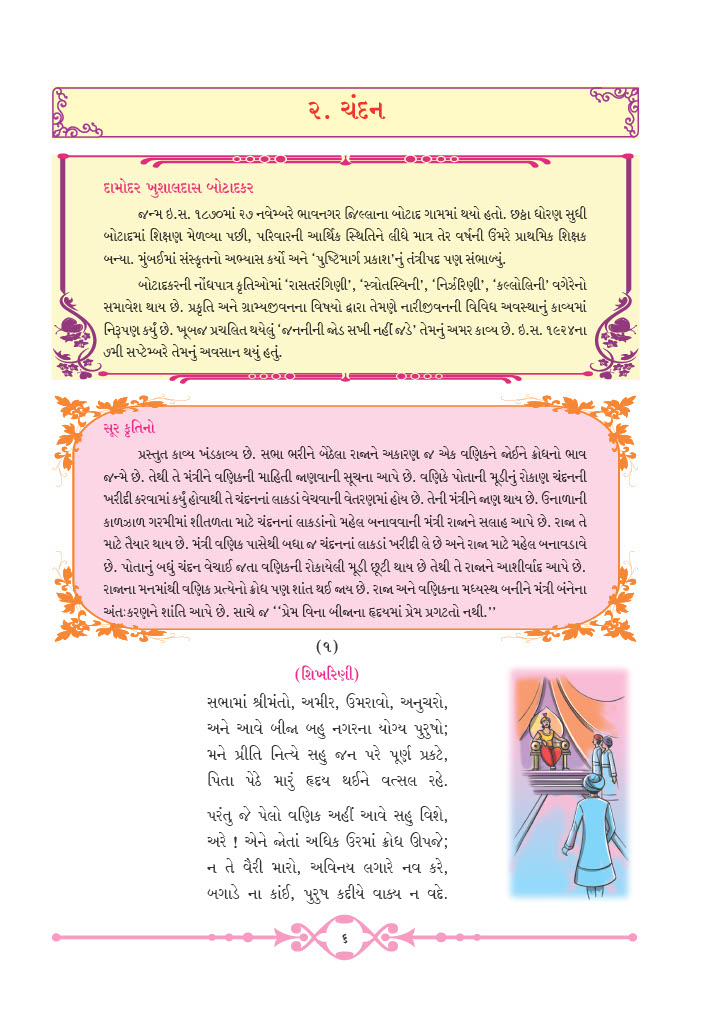 ૨. ચંદન
દામોદર ખુશાલદાસ બોટાદકર
જન્મ ઇ.સ. ૧૮૭૦માં ૨૭ નવેમ્બરે ભાવનગર જિલ્લાના બોટાદ ગામમાં થયો હતો. છઠ્ઠા ધોરણ સુધી
બોટાદમાં શિક્ષણ મેળવ્યા પછી, પરિવારની આર્થિક સ્થિતિને લીધે માત્ર તેર વર્ષની ઉંમરે પ્રાથમિક શિક્ષક
બન્યા. મુંબઈમાં સંસ્કૃતનો અભ્યાસ કર્યો અને ‘પુષ્ટિમાર્ગ પ્રકાશ’નું તંત્રીપદ પણ સંભાળ્યું.
બોટાદકરની નોંધપાત્ર કૃતિઓમાં ‘રાસતરંગિણી’, ‘સ્ત્રોતસ્વિની’, ‘નિર્ઝરિણી’, ‘કલ્લોલિની’ વગેરેનો
સમાવેશ થાય છે. પ્રકૃતિ અને ગ્રામ્યજીવનના વિષયો દ્વારા તેમણે નારીજીવનની વિવિધ અવસ્થાનું કાવ્યમાં
નિરૂપણ કર્યું છે. ખૂબજ પ્રચલિત થયેલું ‘જનનીની જોડ સખી નહીં જડે’ તેમનું અમર કાવ્ય છે. ઇ.સ. ૧૯૨૪ના
૭મી સપ્ટેમ્બરે તેમનું અવસાન થયું હતું.
સૂર કૃતિનો
પ્રસ્તુત કાવ્ય ખંડકાવ્ય છે. સભા ભરીને બેઠેલા રાજાને અકારણ જ એક વણિકને જોઈને ક્રોધનો ભાવ
જન્મે છે. તેથી તે મંત્રીને વણિકની માહિતી જાણવાની સૂચના આપે છે. વણિકે પોતાની મૂડીનું રોકાણ ચંદનની
ખરીદી કરવામાં કર્યું હોવાથી તે ચંદનનાં લાકડાં વેચવાની વેતરણમાં હોય છે. તેની મંત્રીને જાણ થાય છે. ઉનાળાની
કાળઝાળ ગરમીમાં શીતળતા માટે ચંદનનાં લાકડાંનો મહેલ બનાવવાની મંત્રી રાજાને સલાહ આપે છે. રાજા તે
માટે તૈયાર થાય છે. મંત્રી વણિક પાસેથી બધા જ ચંદનનાં લાકડાં ખરીદી લે છે અને રાજા માટે મહેલ બનાવડાવે
છે. પોતાનું બધું ચંદન વેચાઈ જતા વણિકની રોકાયેલી મૂડી છૂટી થાય છે તેથી તે રાજાને આશીર્વાદ આપે છે.
રાજાના મનમાંથી વણિક પ્રત્યેનો ક્રોધ પણ શાંત થઈ જાય છે. રાજા અને વણિકના મધ્યસ્થ બનીને મંત્રી બંનેના
અંતઃકરણને શાંતિ આપે છે. સાચે જ ‘‘પ્રેમ વિના બીજાના હૃદયમાં પ્રેમ પ્રગટતો નથી.’’
(૧)
(શિખરિણી)
સભામાં શ્રીમંતો, અમીર, ઉમરાવો, અનુચરો,
અને આવે બીજા બહુ નગરના યોગ્ય પુરુષો;
મને પ્રીતિ નિત્યે સહુ જન પરે પૂર્ણ પ્રકટે,
પિતા પેઠે મારું હૃદય થઈને વત્સલ રહે.
પરંતુ જે પેલો વણિક અહીં આવે સહુ વિશે,
અરે ! એને જોતાં અધિક ઉરમાં ક્રોધ ઊપજે;
ન તે વૈરી મારો, અવિનય લગારે નવ કરે,
બગાડે ના કાંઈ, પુરુષ કદીયે વાક્ય ન વદે.
૬